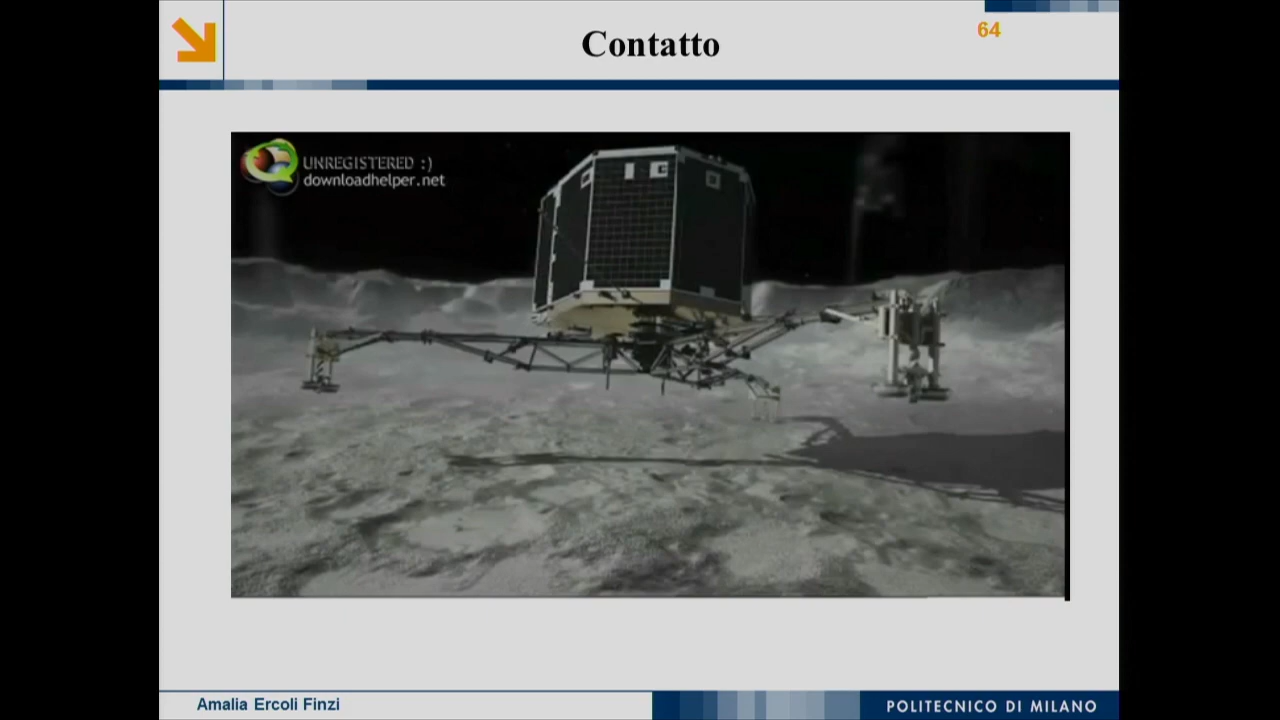 Contatto
64
UNREGISTERED :)
downloadhelper.net
Amalia Ercoli Finzi
POLITECNICO DI MILANO